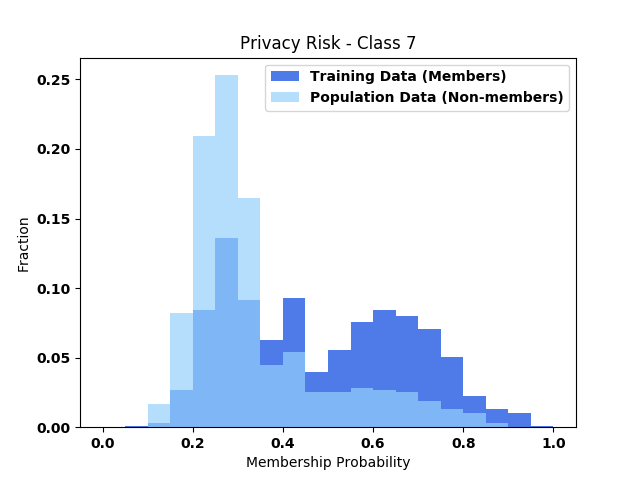 Privacy Risk - Class 7
Training Data (Members)
Population Data (Non-members)
Fraction
0.25
0.20
0.15
0.10
0.05
0.00
0.0 0.2 0.4 0.6 0.8 1.0
Membership Probability